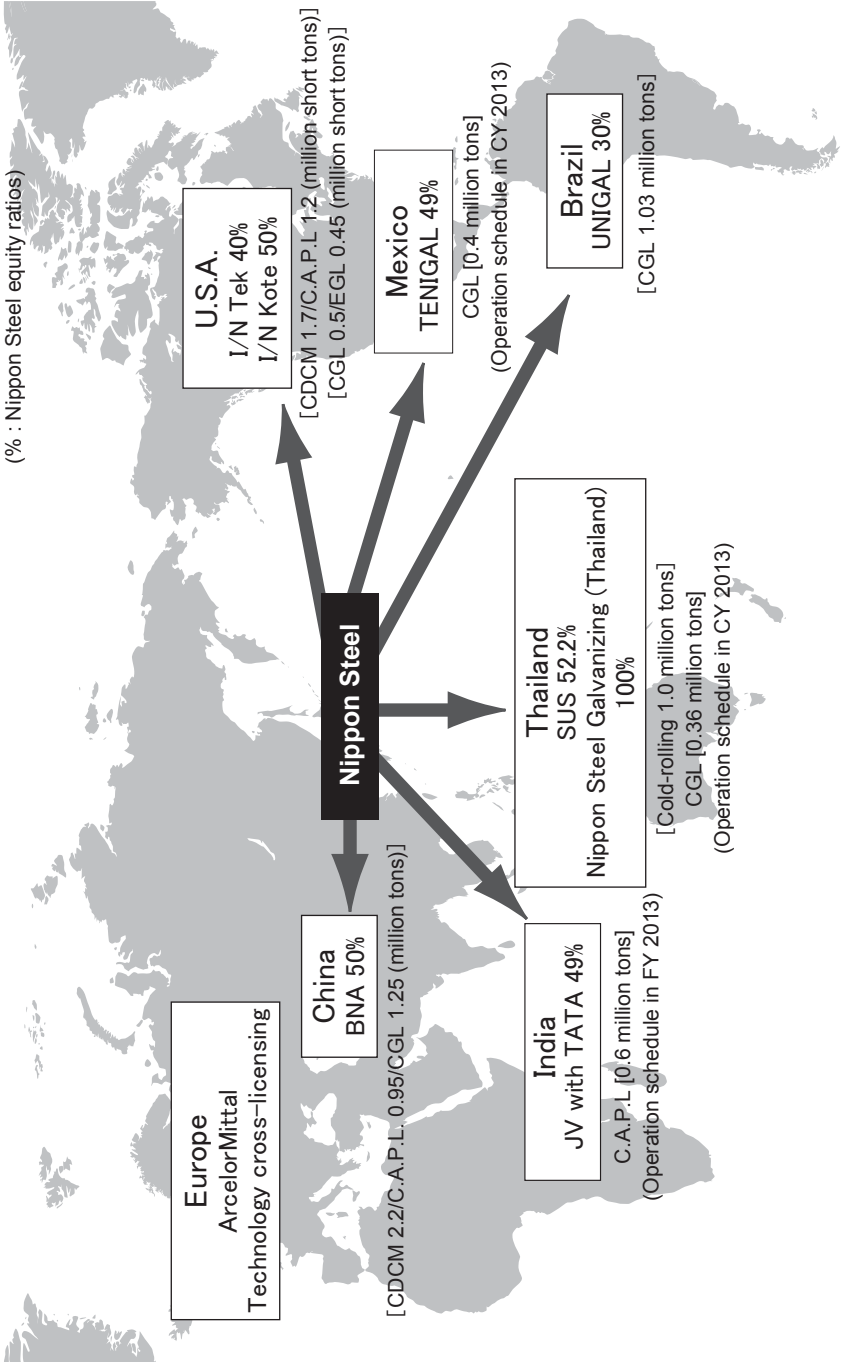 (% : Nippon Steel equity ratios)
Europe
ArcelorMittal
Technology cross-licensing
China
BNA 50%
[CDCM 2.2/C.A.P.L. 0.95/CGL 1.25 (million tons)]
India
JV with TATA 49%
C.A.P.L [0.6 million tons]
(Operation schedule in FY 2013)
Nippon Steel
Thailand
SUS 52.2%
Nippon Steel Galvanizing (Thailand)
100%
[Cold-rolling 1.0 million tons]
CGL [0.36 million tons]
(Operation schedule in CY 2013)
U.S.A.
I/N Tek 40%
I/N Kote 50%
[CDCM 1.7/C.A.P.L 1.2 (million short tons)]
[CGL 0.5/EGL 0.45 (million short tons)]
Mexico
TENIGAL 49%
CGL [0.4 million tons]
(Operation schedule in CY 2013)
Brazil
UNIGAL 30%
[CGL 1.03 million tons]